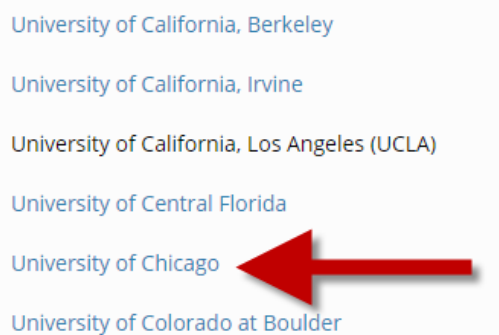 University of California, Berkeley
University of California, Irvine
University of California, Los Angeles (UCLA)
University of Central Florida
University of Chicago
University of Colorado at Boulder